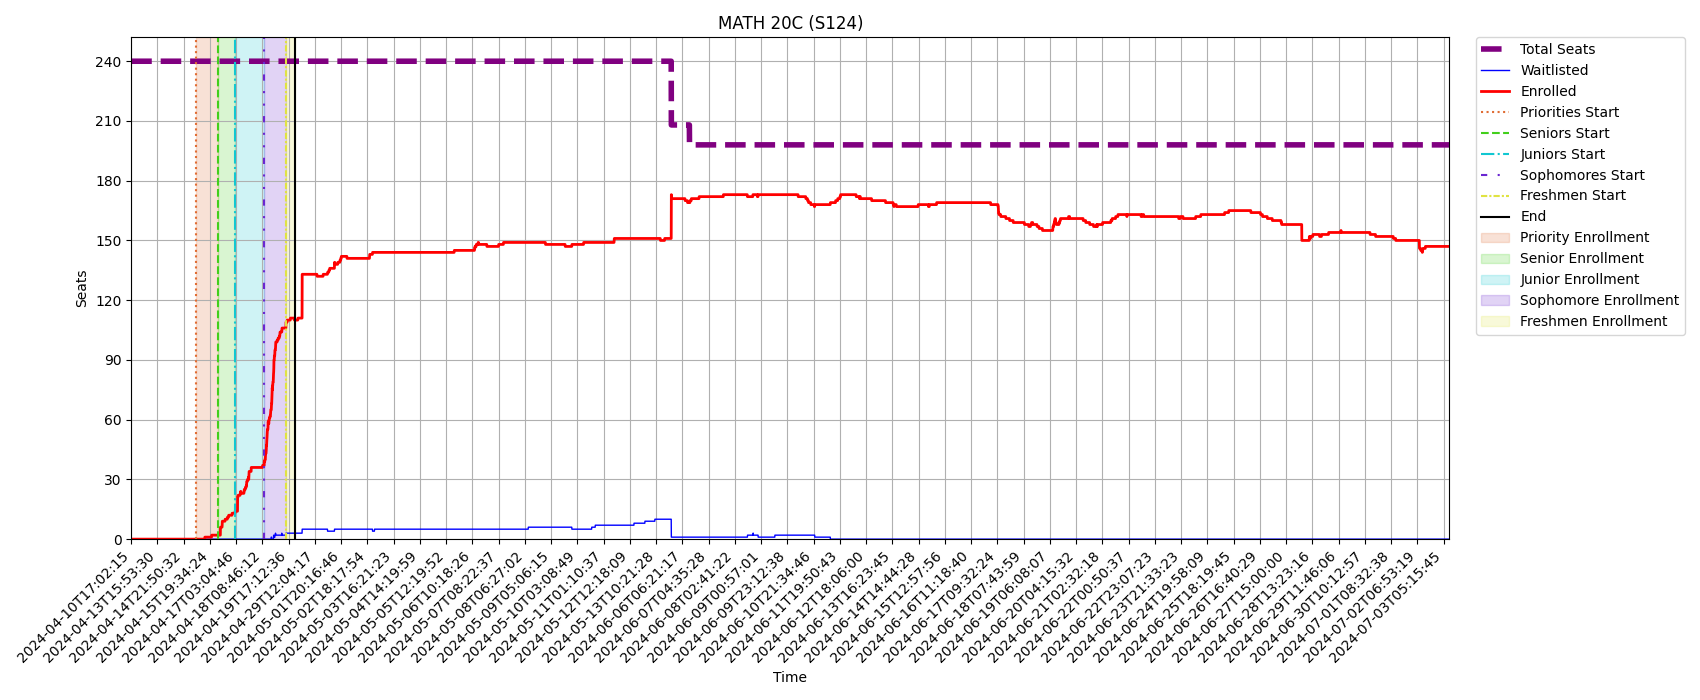 MATH 20C (S124)
Seats
240
210
180
150
120
90
60
30
0
2024-04-10T17:02:15
2024-04-13T15:53:30
2024-04-14T21:50:32
2024-04-15T19:34:24
2024-04-17T03:04:46
2024-04-18T08:46:12
2024-04-19T17:12:36
2024-04-29T12:04:17
2024-05-01T20:16:46
2024-05-02T18:17:54
2024-05-03T16:21:23
2024-05-04T14:19:59
2024-05-05T12:19:52
2024-05-06T10:18:26
2024-05-07T08:22:37
2024-05-08T06:27:02
2024-05-09T05:06:15
2024-05-10T03:08:49
2024-05-11T01:10:37
2024-05-12T12:18:09
2024-05-13T10:21:28
2024-06-06T06:21:17
2024-06-07T04:35:28
2024-06-08T02:41:22
2024-06-09T00:57:01
2024-06-09T23:12:38
2024-06-10T21:34:46
2024-06-11T19:50:43
2024-06-12T18:06:00
2024-06-13T16:23:45
2024-06-14T14:44:28
2024-06-15T12:57:56
2024-06-16T11:18:40
2024-06-17T09:32:24
2024-06-18T07:43:59
2024-06-19T06:08:07
2024-06-20T04:15:32
2024-06-21T02:32:18
2024-06-22T00:50:37
2024-06-22T23:07:23
2024-06-23T21:33:23
2024-06-24T19:58:09
2024-06-25T18:19:45
2024-06-26T16:40:29
2024-06-27T15:00:00
2024-06-28T13:23:16
2024-06-29T11:46:06
2024-06-30T10:12:57
2024-07-01T08:32:38
2024-07-02T06:53:19
2024-07-03T05:15:45
Time
Total Seats
Waitlisted
Enrolled
Priorities Start
Seniors Start
Juniors Start
Sophomores Start
Freshmen Start
End
Priority Enrollment
Senior Enrollment
Junior Enrollment
Sophomore Enrollment
Freshmen Enrollment